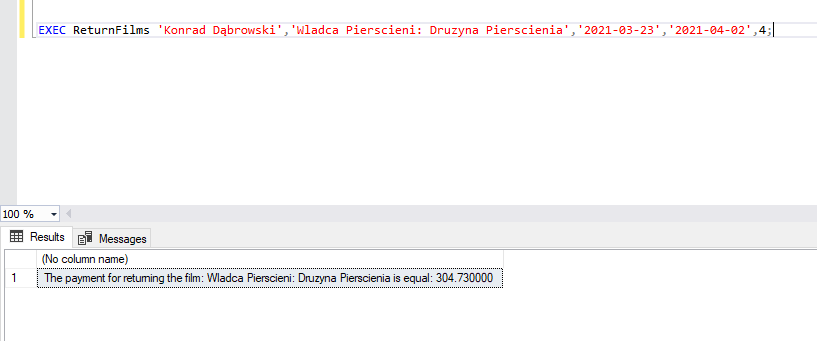 EXEC ReturnFilms 'Konrad Dąbrowski','Wladca Pierscieni: Druzyna Pierscienia','2021-03-23','2021-04-02',4;
100 %
Results Messages
(No column name)
1 The payment for returning the film: Wladca Pierscieni: Druzyna Pierscienia is equal: 304.730000